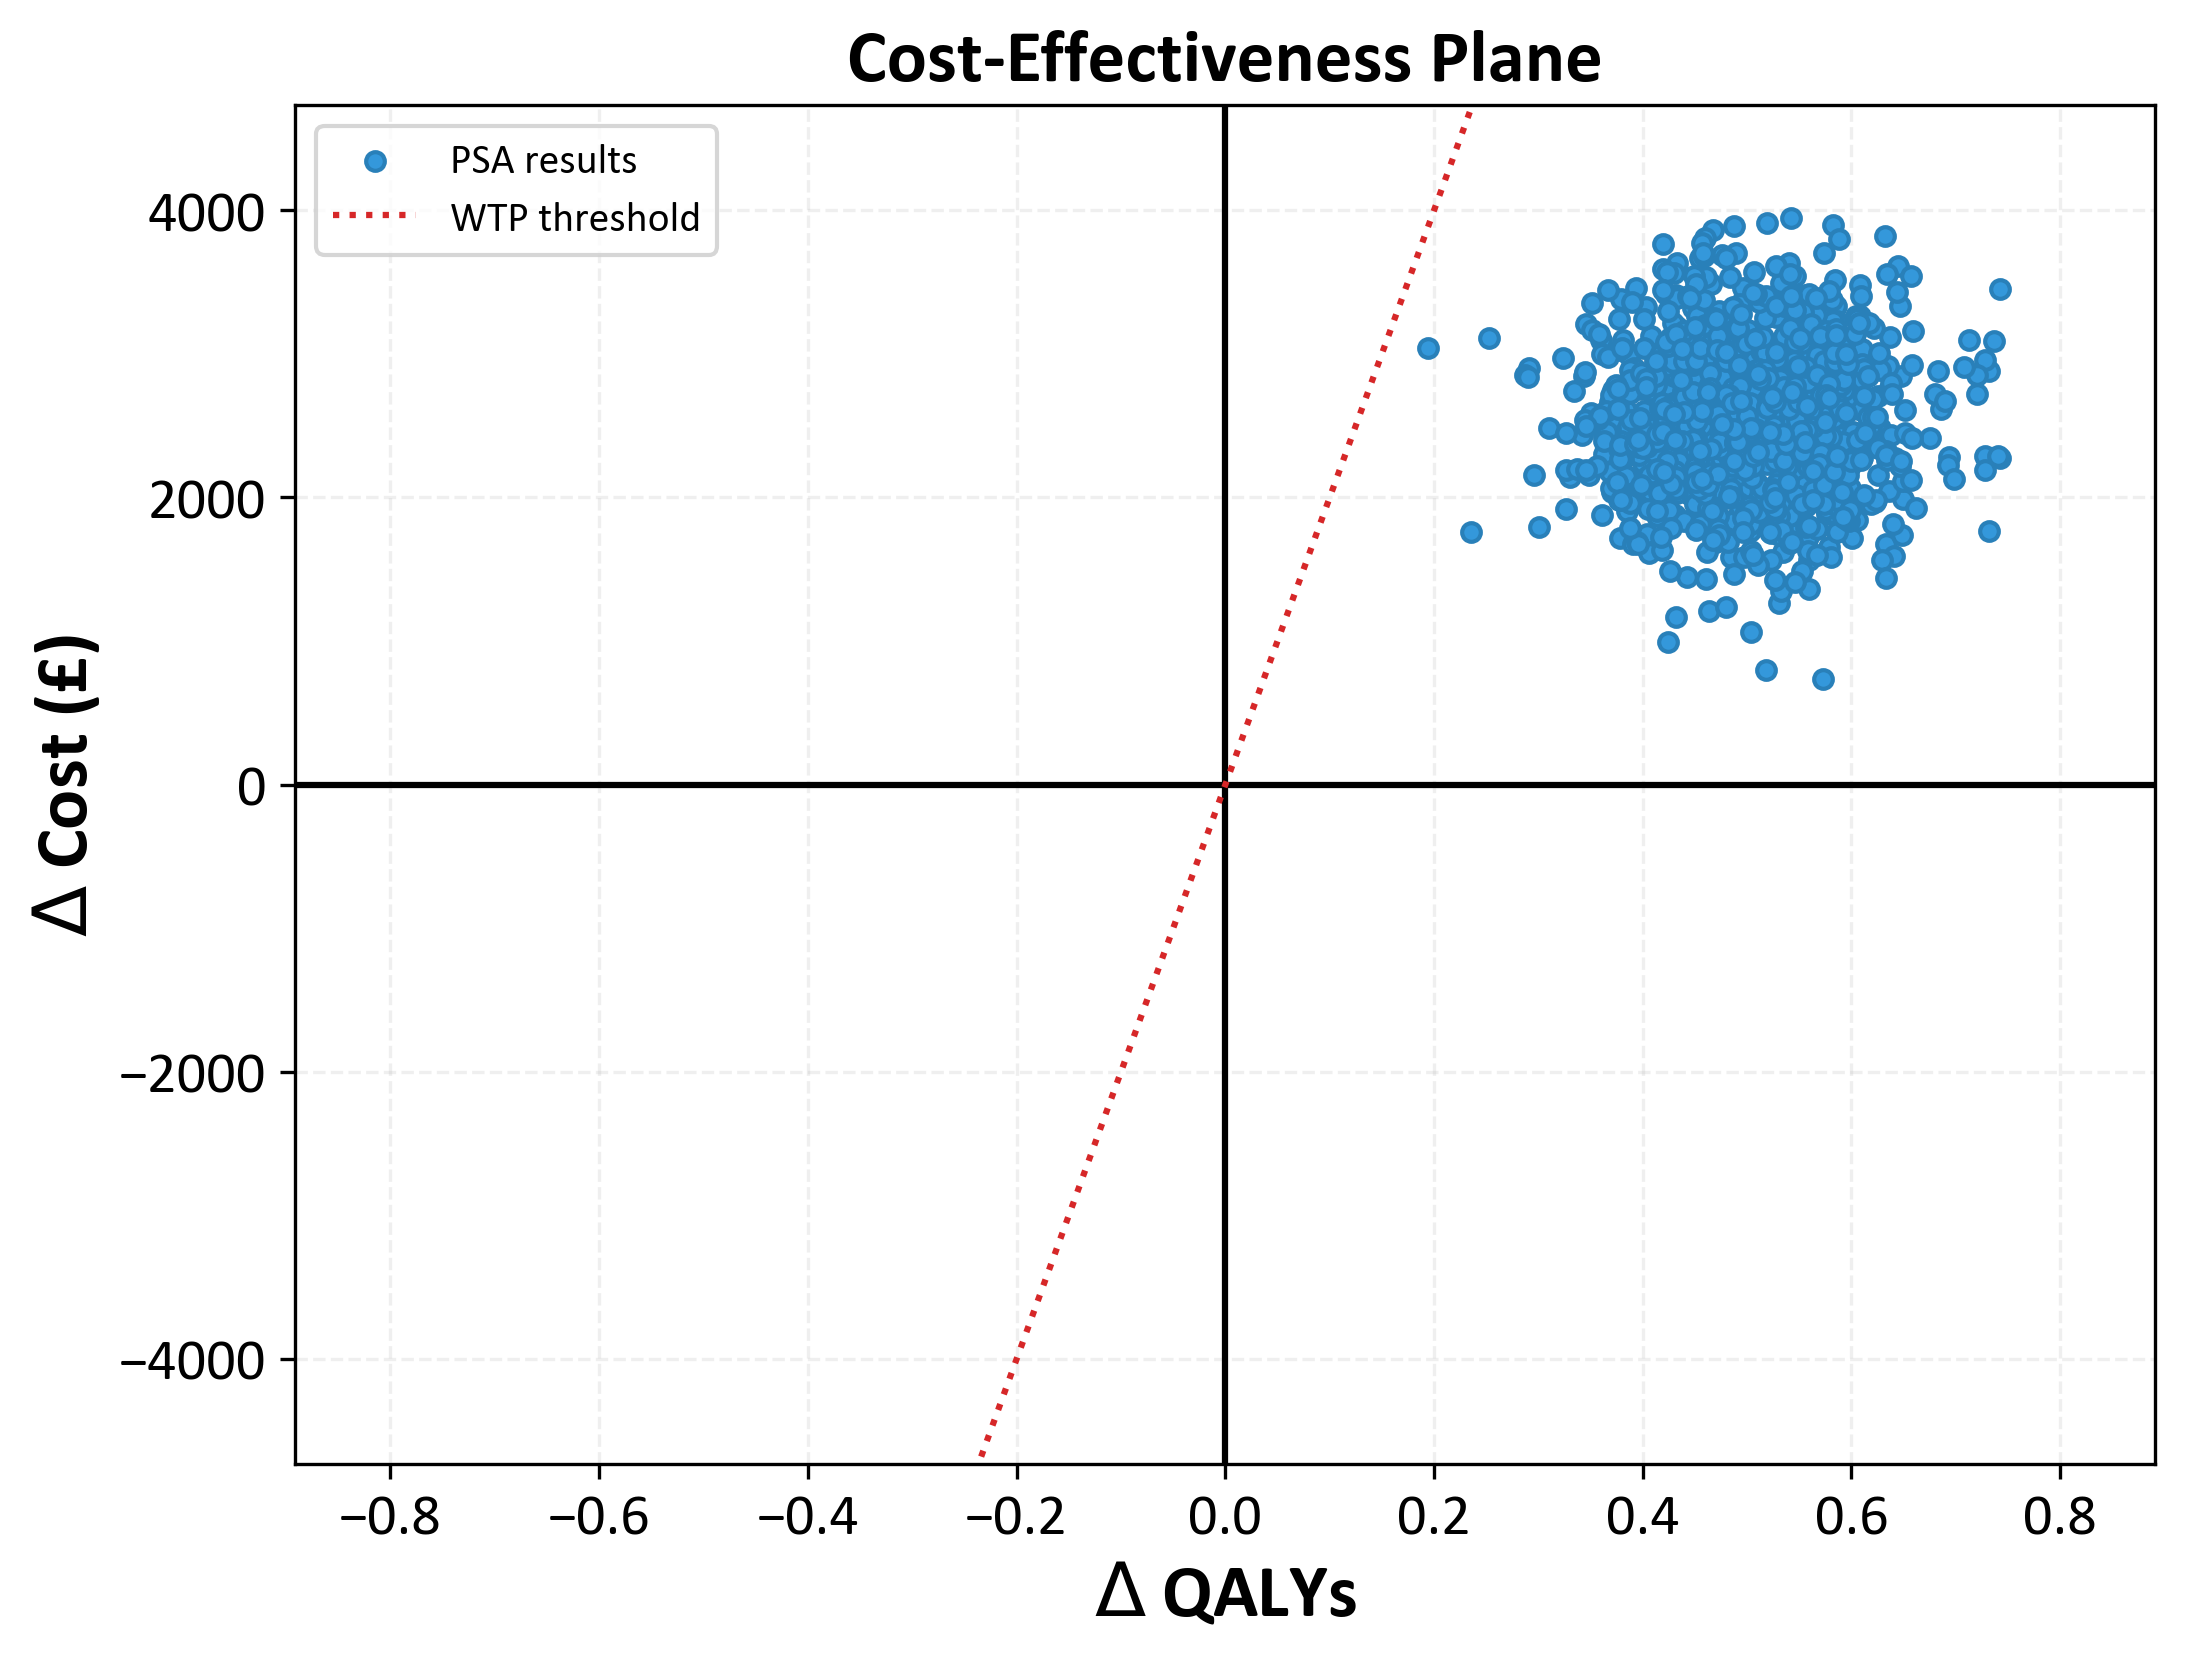 Cost-Effectiveness Plane
PSA results
WTP threshold
4000
2000
0
−2000
−4000
Δ Cost (£)
−0.8 −0.6 −0.4 −0.2 0.0 0.2 0.4 0.6 0.8
Δ QALYs